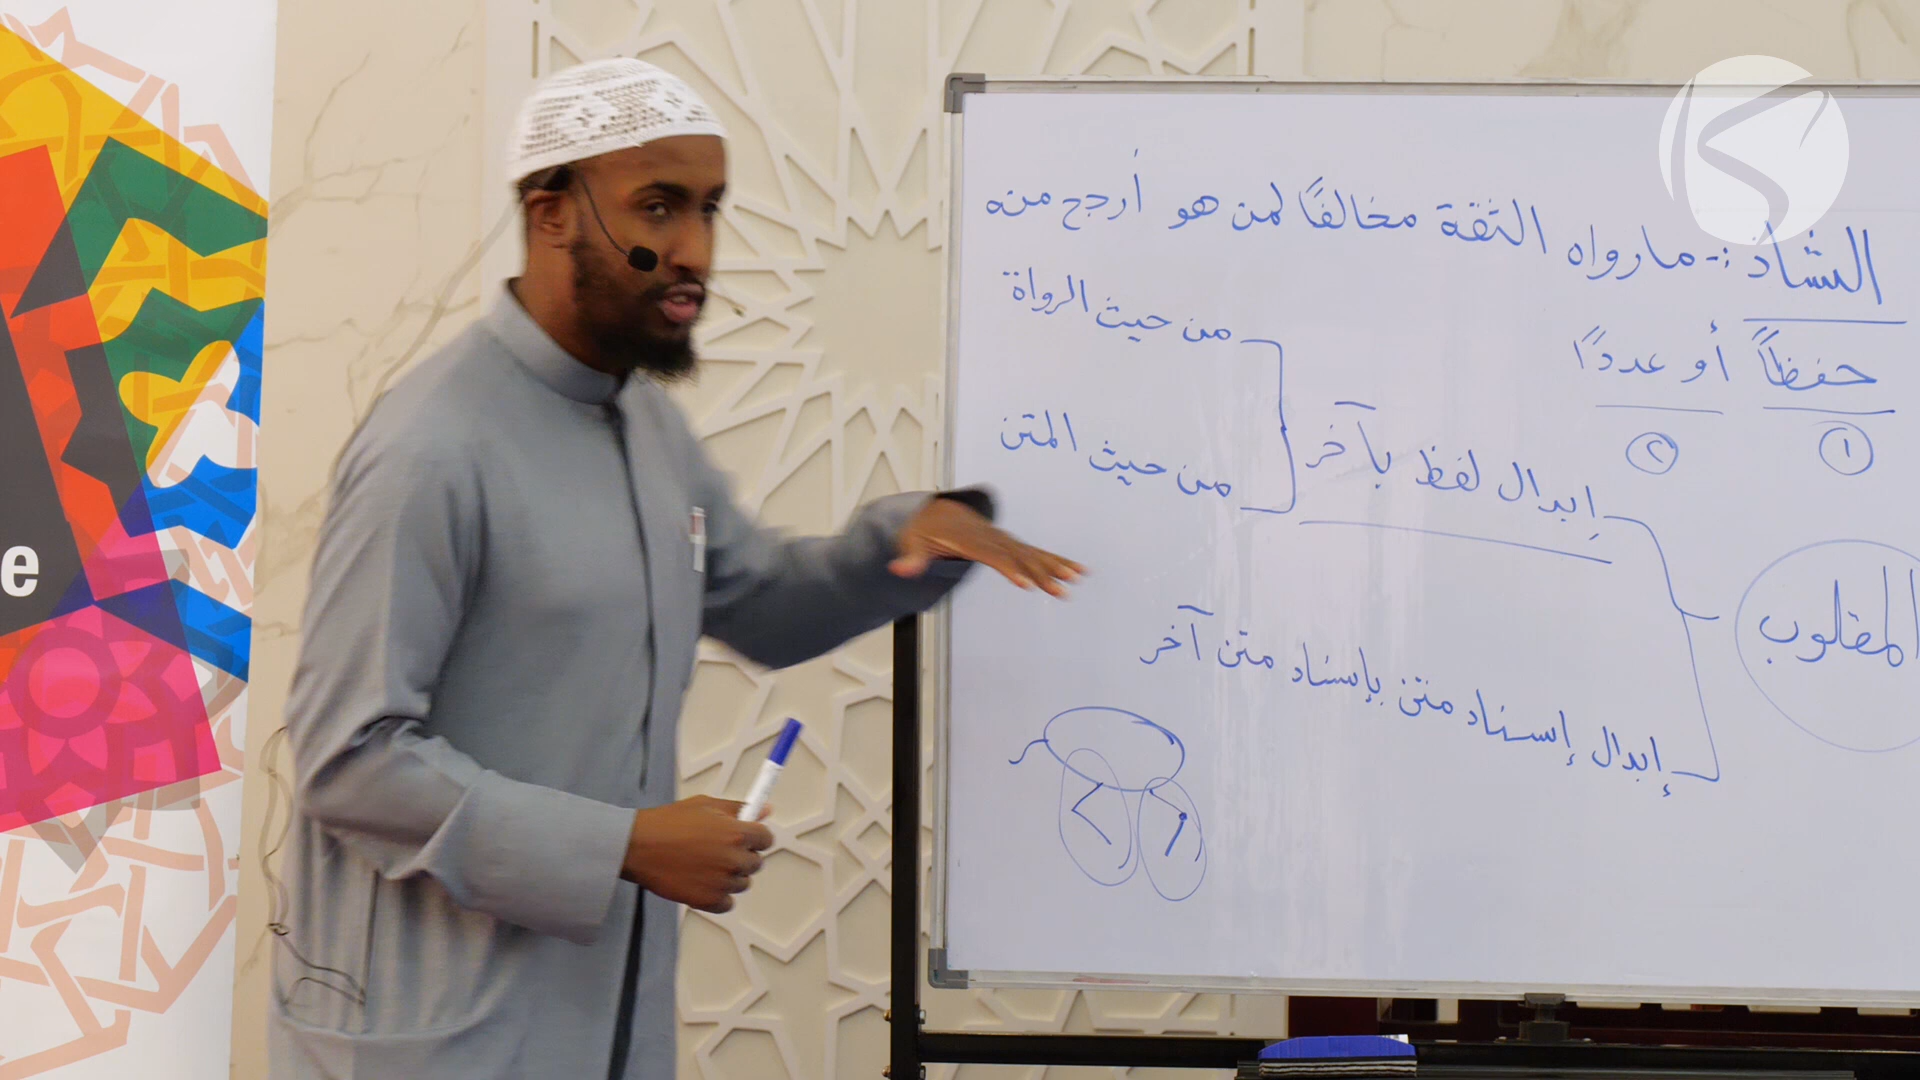 الشاذ :- ما رواه الثقة مخالفًا لمن هو أرجح منه
حفظًا أو عددًا
١ ٢
من حيث الرواة
إبدال لفظ بآخر
من حيث المتن
المقلوب
إبدال إسناد متن بإسناد متن آخر
e